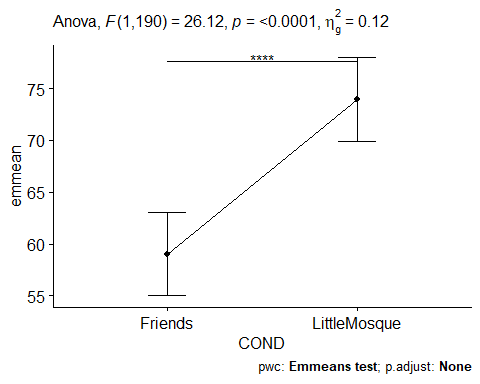 Anova, F(1,190) = 26.12, p = <0.0001, η²g = 0.12
****
75
70
65
60
55
emmean
Friends LittleMosque
COND
pwc: Emmeans test; p.adjust: None